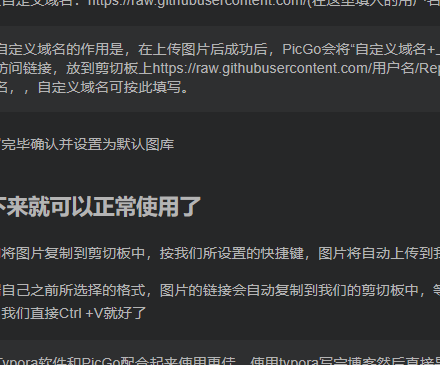 自定义域名：https://raw.githubusercontent.com/(在这里填入的用户名
自定义域名的作用是，在上传图片后成功后，PicGo会将“自定义域名+上
访问链接，放到剪切板上https://raw.githubusercontent.com/用户名/Rep
名，，自定义域名可按此填写。
完毕确认并设置为默认图库
下来就可以正常使用了
将图片复制到剪切板中，按我们所设置的快捷键，图片将自动上传到我
自己之前所选择的格式，图片的链接会自动复制到我们的剪切板中，等
我们直接Ctrl +V就好了
Typora软件和PicGo配合起来使用更佳，使用typora写完博客然后直接